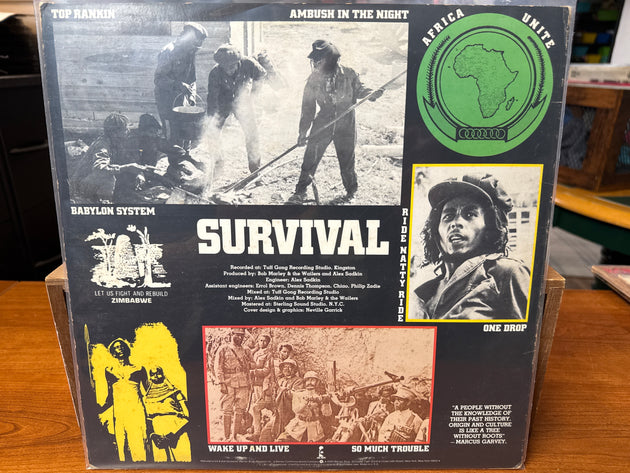 TOP RANKIN
AMBUSH IN THE NIGHT
AFRICA UNITE
BABYLON SYSTEM
SURVIVAL
RIDE NATTY RIDE
Recorded at: Tuff Gong Recording Studio, Kingston
Produced by: Bob Marley & the Wailers and Alex Sadkin
Engineer: Alex Sadkin
Assistant engineers: Errol Brown, Dennis Thompson, Chiao, Philip Zadie
Mixed at: Tuff Gong Recording Studio
Mixed by: Alex Sadkin and Bob Marley & the Wailers
Mastered at: Sterling Sound Studio, N.Y.C.
Cover design & graphics: Neville Garrick
LET US FIGHT AND REBUILD
ZIMBABWE
ONE DROP
WAKE UP AND LIVE
SO MUCH TROUBLE
"A PEOPLE WITHOUT
THE KNOWLEDGE OF
THEIR PAST HISTORY,
ORIGIN AND CULTURE
IS LIKE A TREE
WITHOUT ROOTS"
—MARCUS GARVEY.